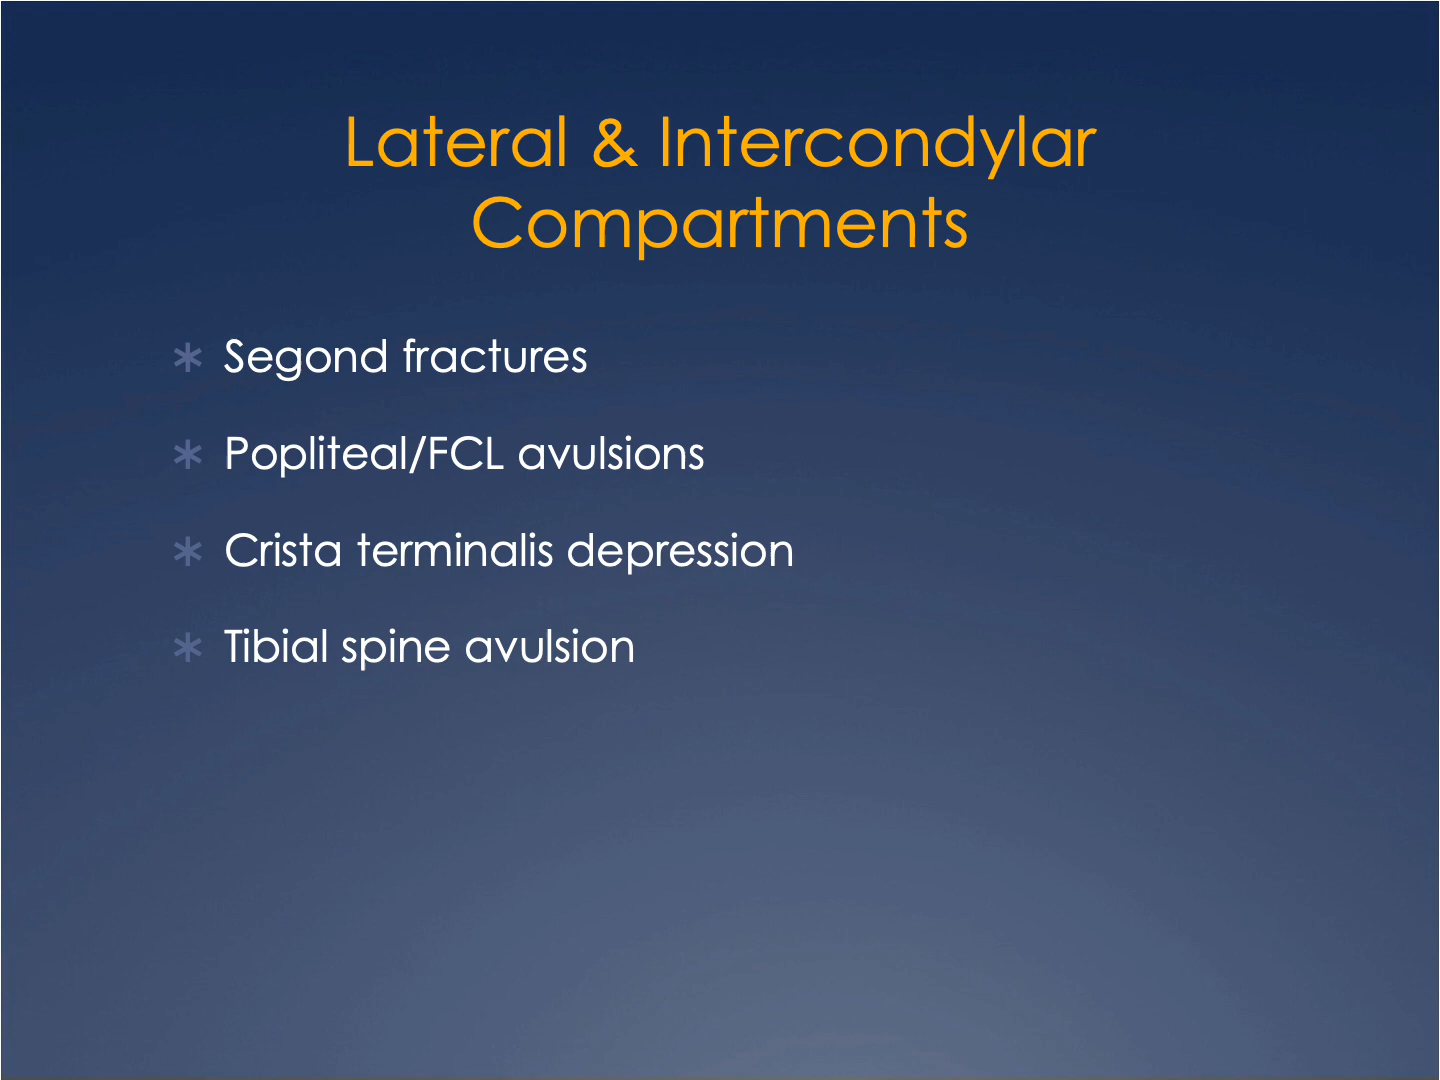 Lateral & Intercondylar
Compartments
Segond fractures
Popliteal/FCL avulsions
Crista terminalis depression
Tibial spine avulsion